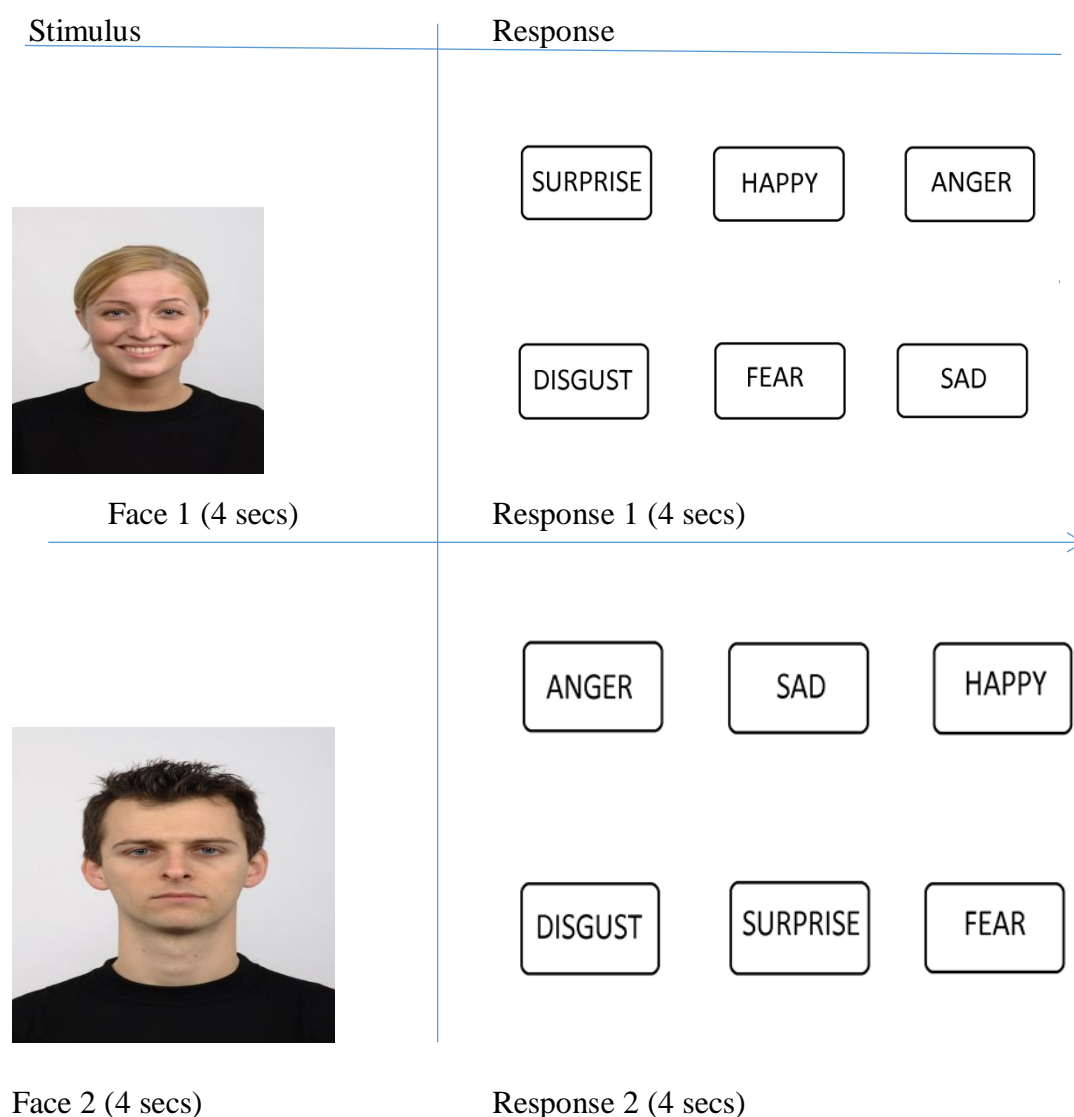 Stimulus Response
SURPRISE HAPPY ANGER
DISGUST FEAR SAD
Face 1 (4 secs) Response 1 (4 secs)
ANGER SAD HAPPY
DISGUST SURPRISE FEAR
Face 2 (4 secs) Response 2 (4 secs)